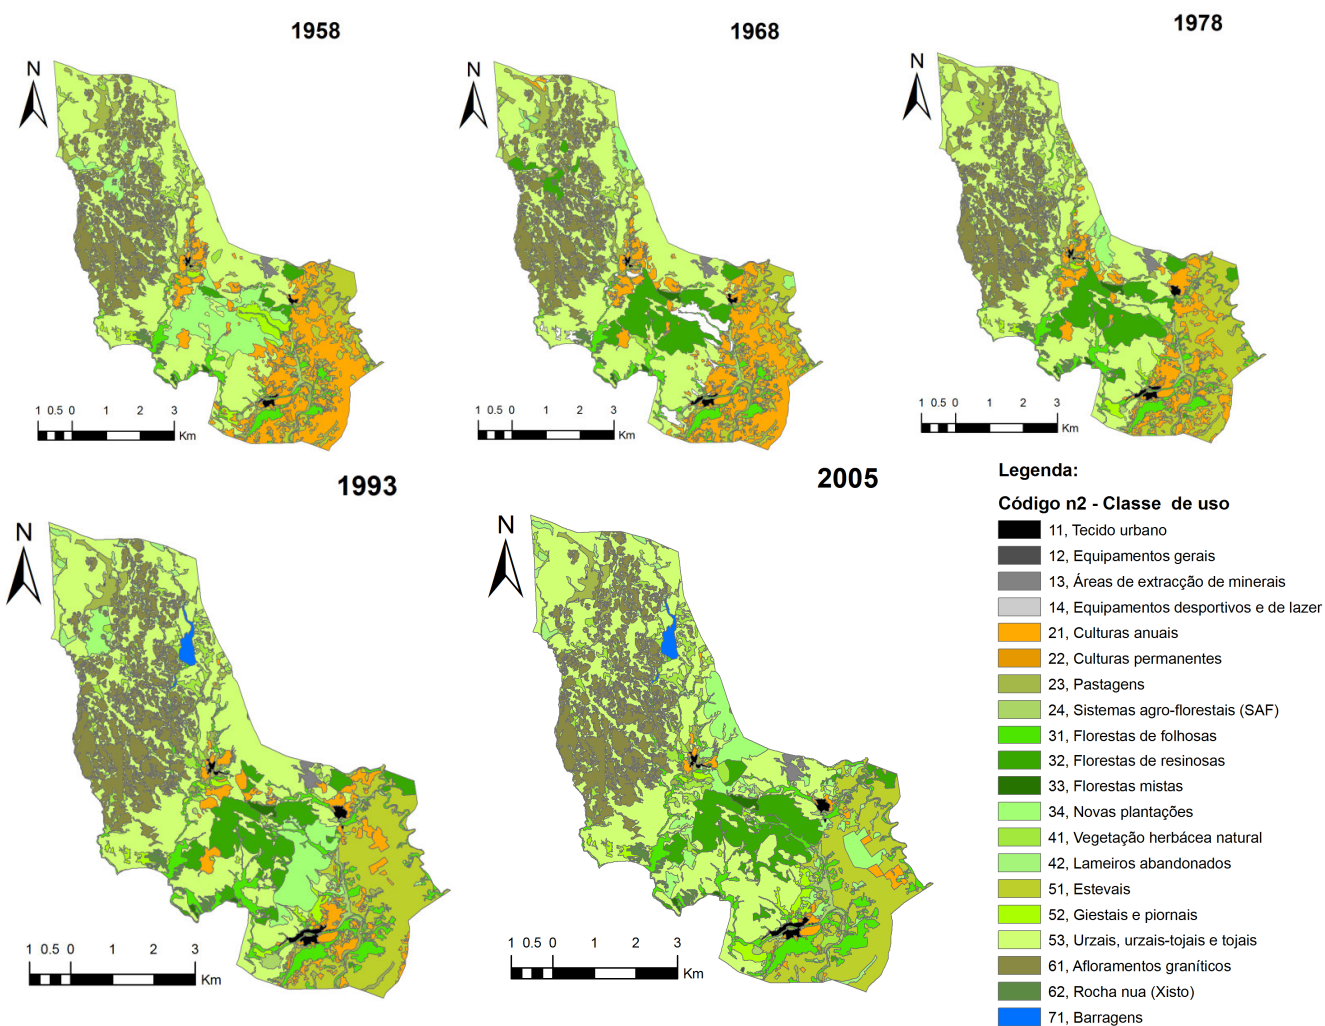 1958
1968
1978
N
N
N
1 0.5 0 1 2 3
Km
1 0.5 0 1 2 3
Km
1 0.5 0 1 2 3
Km
1993
2005
N
N
1 0.5 0 1 2 3
Km
1 0.5 0 1 2 3
Km
Legenda:
Código n2 - Classe de uso
11, Tecido urbano
12, Equipamentos gerais
13, Áreas de extracção de minerais
14, Equipamentos desportivos e de lazer
21, Culturas anuais
22, Culturas permanentes
23, Pastagens
24, Sistemas agro-florestais (SAF)
31, Florestas de folhosas
32, Florestas de resinosas
33, Florestas mistas
34, Novas plantações
41, Vegetação herbácea natural
42, Lameiros abandonados
51, Estevais
52, Giestais e piornais
53, Urzais, urzais-tojais e tojais
61, Afloramentos graníticos
62, Rocha nua (Xisto)
71, Barragens